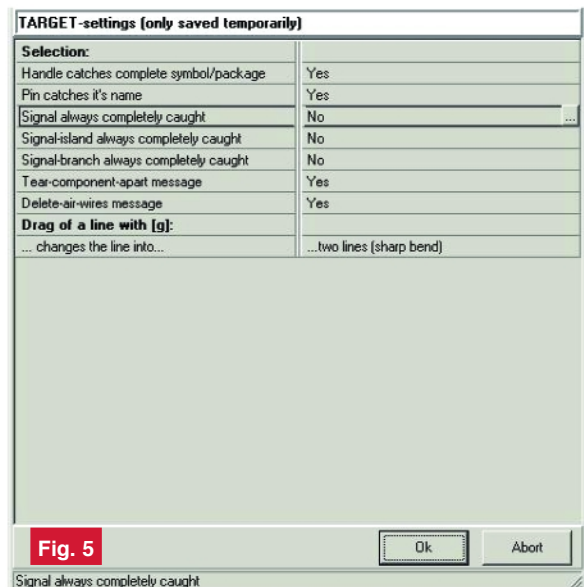 TARGET-settings (only saved temporarily)
Selection:
Handle catches complete symbol/package Yes
Pin catches it's name Yes
Signal always completely caught No ...
Signal-island always completely caught No
Signal-branch always completely caught No
Tear-component-apart message Yes
Delete-air-wires message Yes
Drag of a line with [g]:
... changes the line into... ...two lines (sharp bend)
Fig. 5 Ok Abort
Signal always completely caught